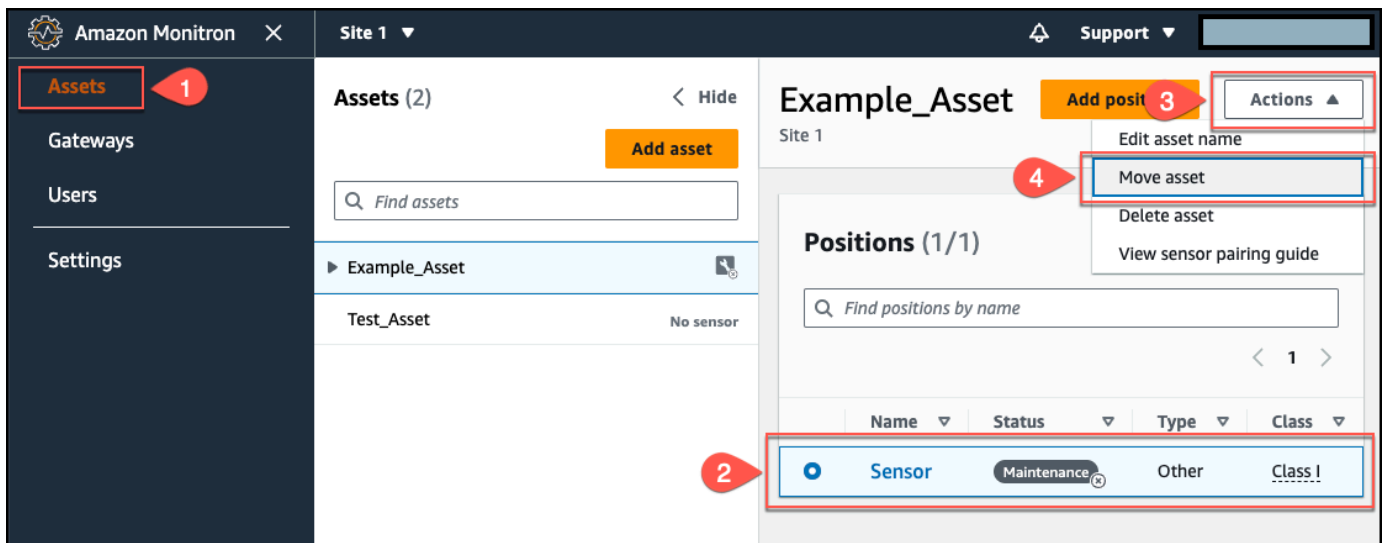 Amazon Monitron
Site 1
Support
Assets
1
Gateways
Users
Settings
Assets (2)
Hide
Add asset
Find assets
Example_Asset
Test_Asset
No sensor
Example_Asset
Site 1
Add posit
3
Actions
Edit asset name
4
Move asset
Delete asset
View sensor pairing guide
Positions (1/1)
Find positions by name
1
Name Status Type Class
2
Sensor Maintenance Other Class I